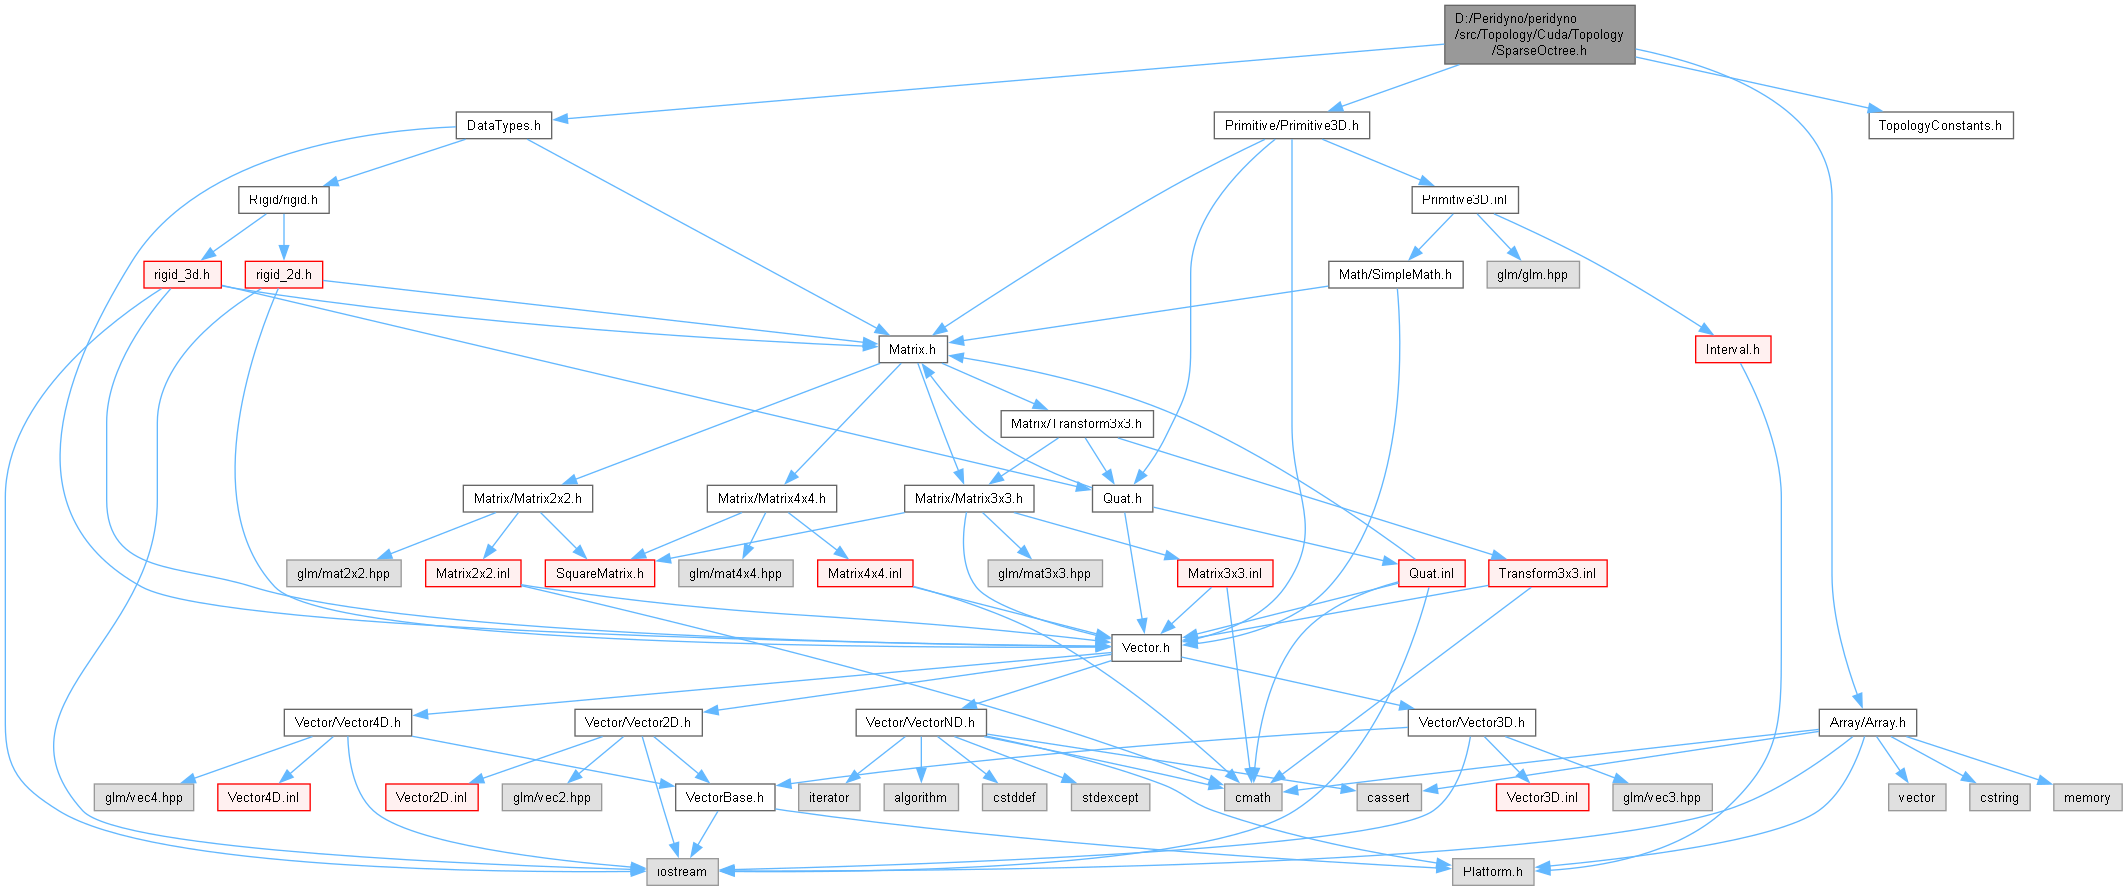 D:/Peridyno/peridyno
/src/Topology/Cuda/Topology
/SparseOctree.h
DataTypes.h
Primitive/Primitive3D.h
TopologyConstants.h
Rigid/rigid.h
Primitive3D.inl
rigid_3d.h
rigid_2d.h
Math/SimpleMath.h
glm/glm.hpp
Matrix.h
Interval.h
Matrix/Transform3x3.h
Matrix/Matrix2x2.h
Matrix/Matrix4x4.h
Matrix/Matrix3x3.h
Quat.h
glm/mat2x2.hpp
Matrix2x2.inl
SquareMatrix.h
glm/mat4x4.hpp
Matrix4x4.inl
glm/mat3x3.hpp
Matrix3x3.inl
Quat.inl
Transform3x3.inl
Vector.h
Vector/Vector4D.h
Vector/Vector2D.h
Vector/VectorND.h
Vector/Vector3D.h
Array/Array.h
glm/vec4.hpp
Vector4D.inl
Vector2D.inl
glm/vec2.hpp
VectorBase.h
iterator
algorithm
cstddef
stdexcept
cmath
cassert
Vector3D.inl
glm/vec3.hpp
vector
cstring
memory
iostream
Platform.h